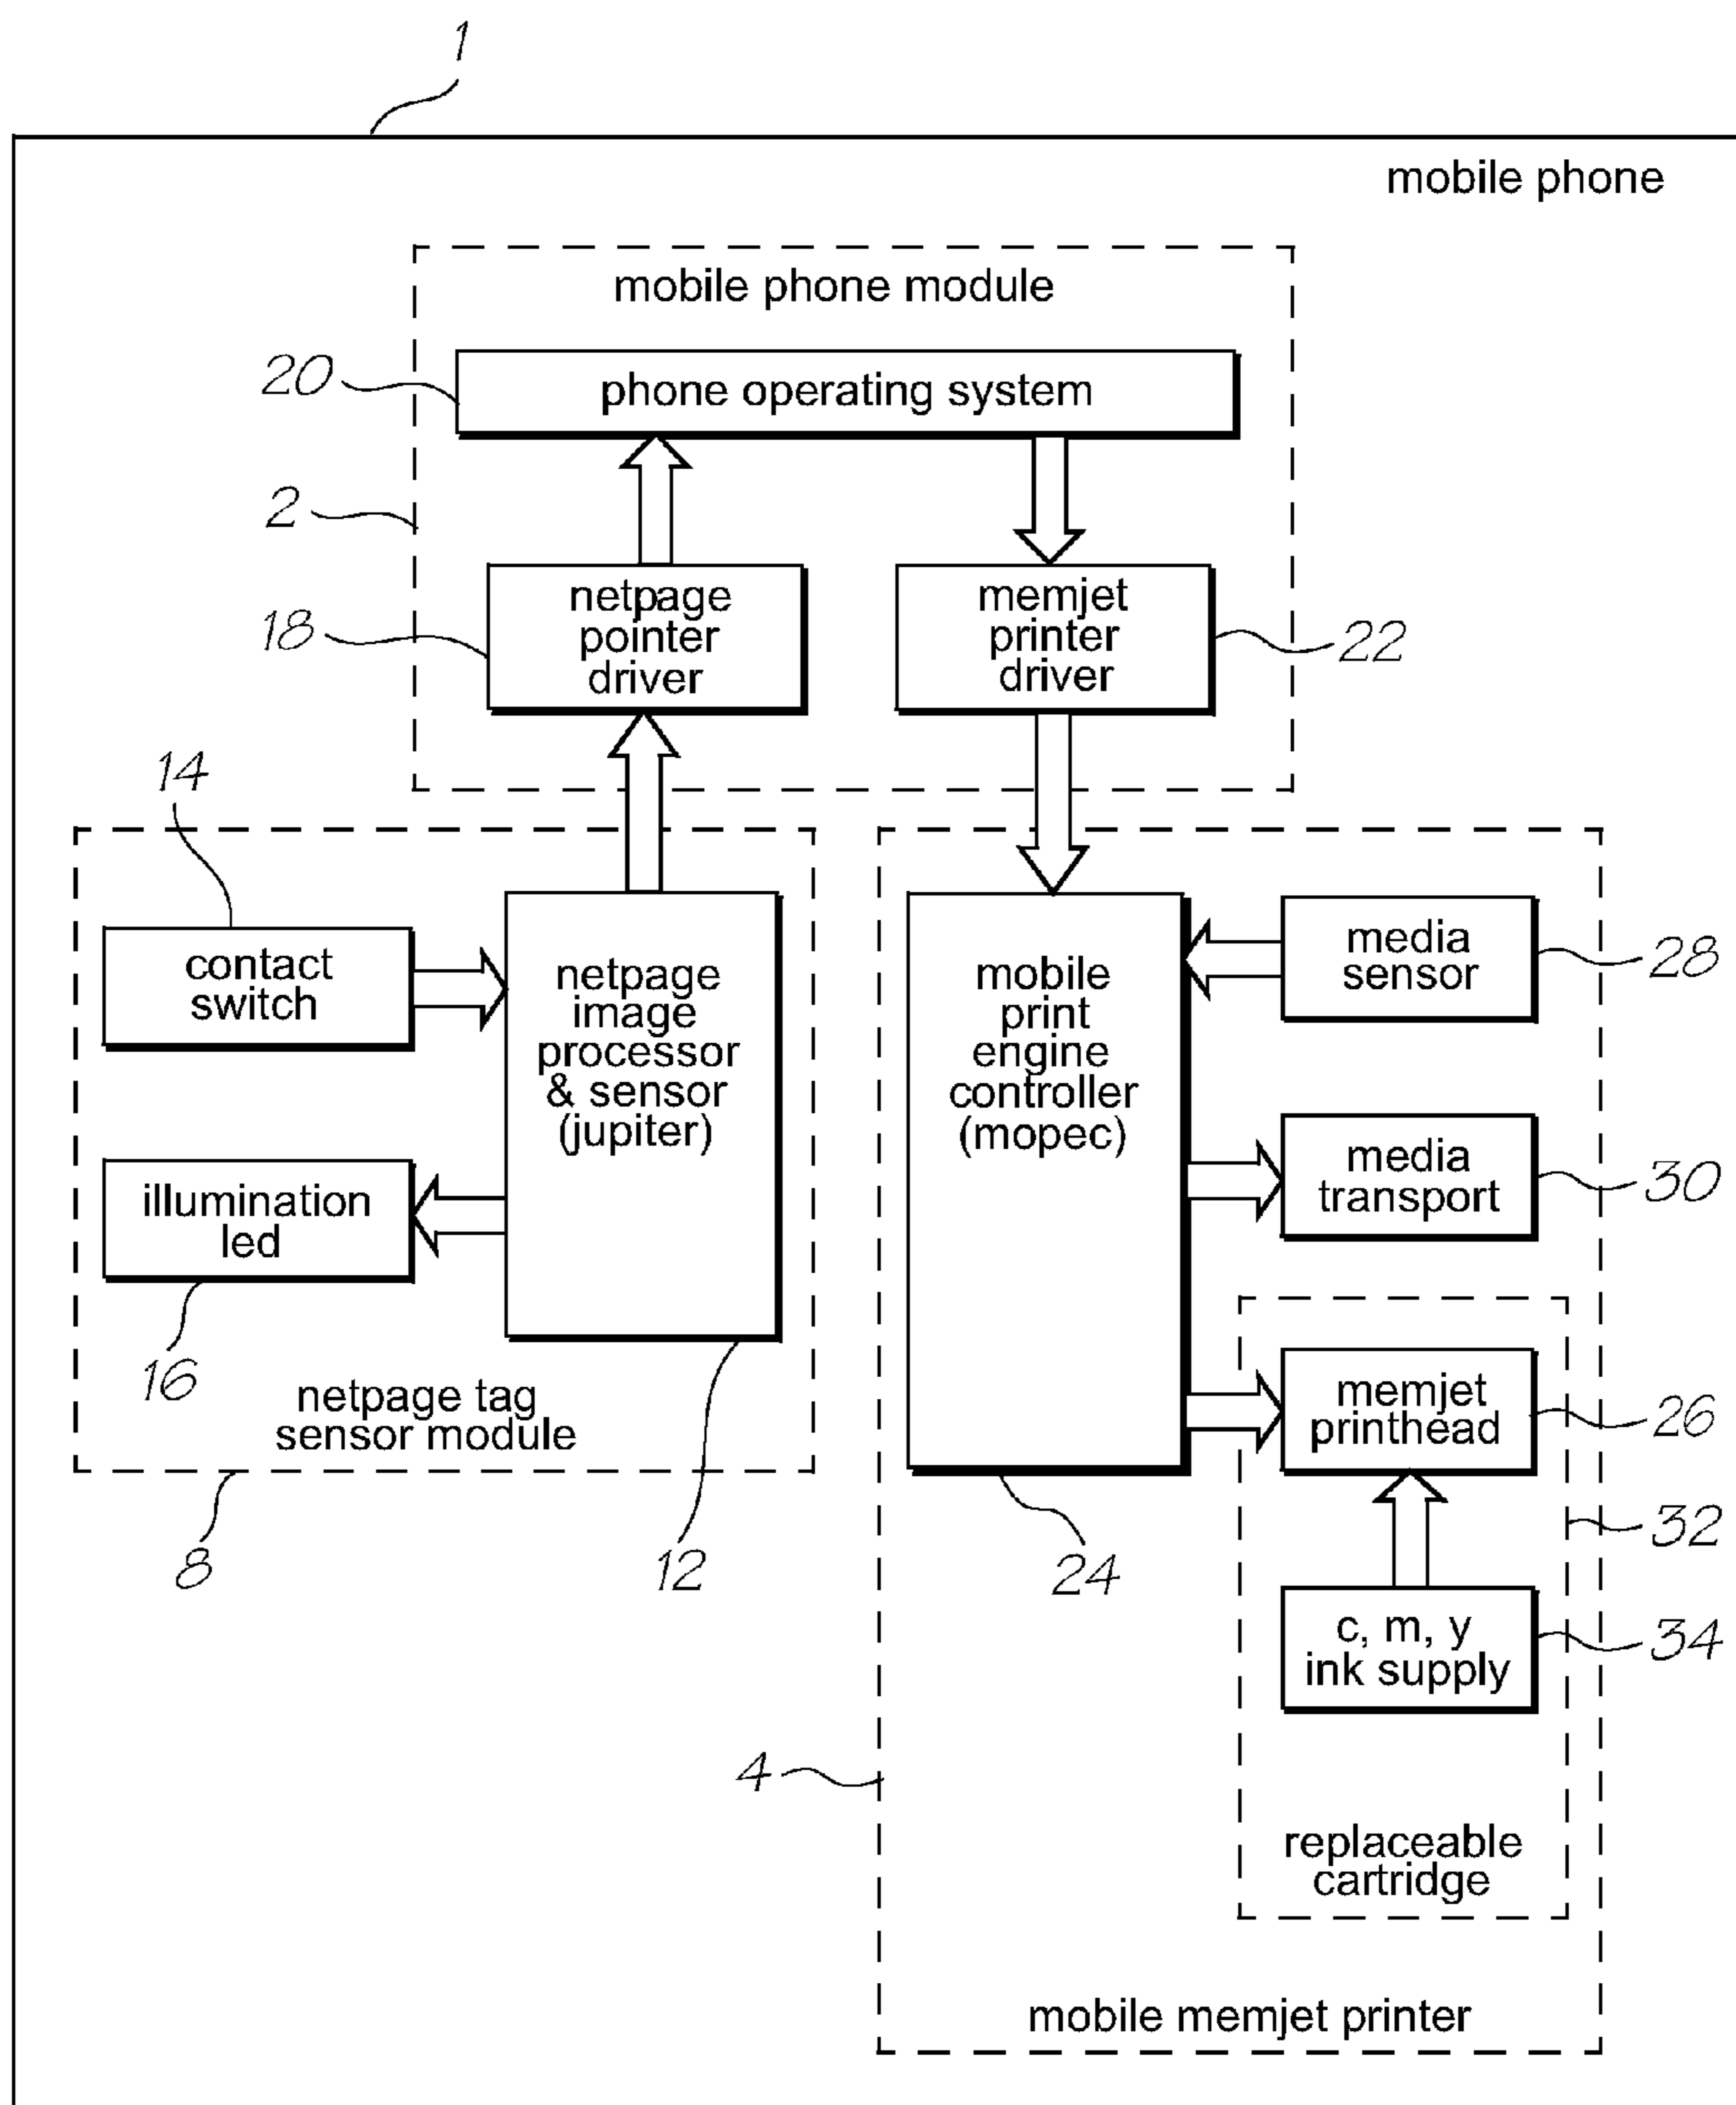 1
mobile phone
mobile phone module
20
phone operating system
2
18
netpage
pointer
driver
memjet
printer
driver
22
14
contact
switch
netpage
image
processor
& sensor
(jupiter)
illumination
led
16
netpage tag
sensor module
8
12
mobile
print
engine
controller
(mopec)
24
media
sensor
28
media
transport
30
memjet
printhead
26
32
c, m, y
ink supply
34
4
replaceable
cartridge
mobile memjet printer